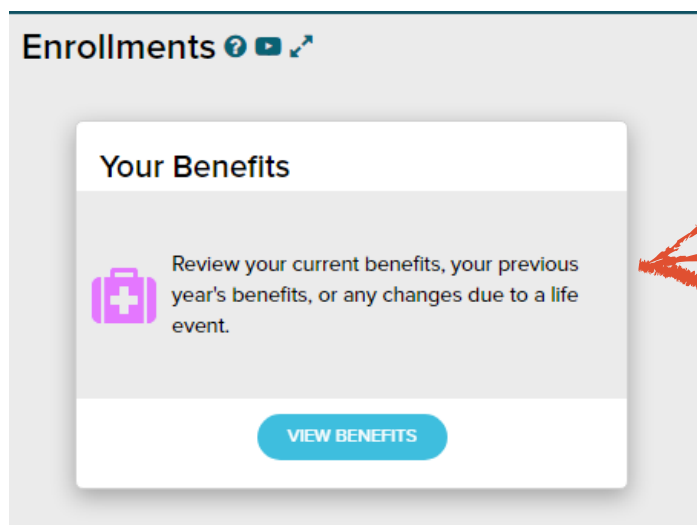 Enrollments
Your Benefits
Review your current benefits, your previous
year's benefits, or any changes due to a life
event.
VIEW BENEFITS